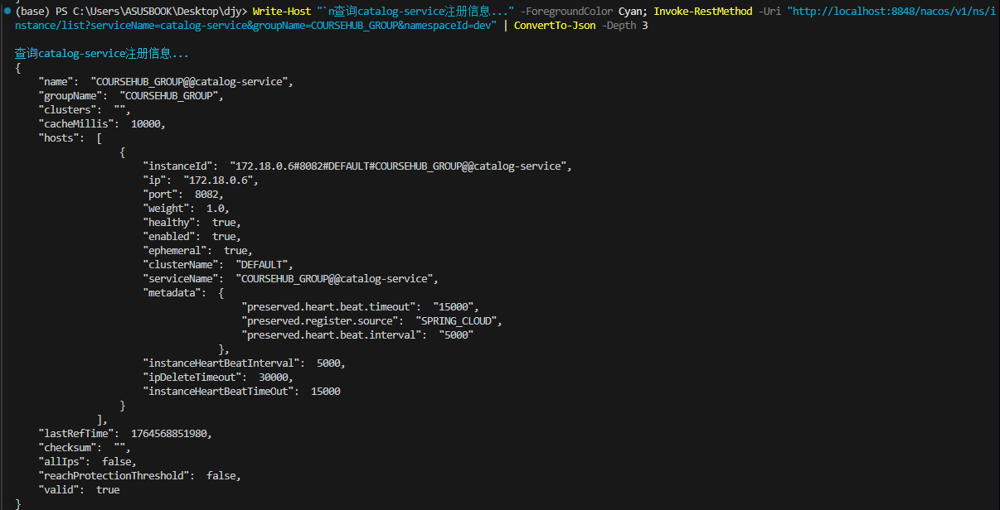 (base) PS C:\Users\ASUSBOOK\Desktop\djy> Write-Host "`n查询catalog-service注册信息..." -ForegroundColor Cyan; Invoke-RestMethod -Uri "http://localhost:8848/nacos/v1/ns/i
nstance/list?serviceName=catalog-service&groupName=COURSEHUB_GROUP&namespaceId=dev" | ConvertTo-Json -Depth 3
查询catalog-service注册信息...
{
    "name":  "COURSEHUB_GROUP@@catalog-service",
    "groupName":  "COURSEHUB_GROUP",
    "clusters":  "",
    "cacheMillis":  10000,
    "hosts":  [
                  {
                      "instanceId":  "172.18.0.6#8082#DEFAULT#COURSEHUB_GROUP@@catalog-service",
                      "ip":  "172.18.0.6",
                      "port":  8082,
                      "weight":  1.0,
                      "healthy":  true,
                      "enabled":  true,
                      "ephemeral":  true,
                      "clusterName":  "DEFAULT",
                      "serviceName":  "COURSEHUB_GROUP@@catalog-service",
                      "metadata":  {
                                       "preserved.heart.beat.timeout":  "15000",
                                       "preserved.register.source":  "SPRING_CLOUD",
                                       "preserved.heart.beat.interval":  "5000"
                                   },
                      "instanceHeartBeatInterval":  5000,
                      "ipDeleteTimeout":  30000,
                      "instanceHeartBeatTimeOut":  15000
                  }
              ],
    "lastRefTime":  1764568851980,
    "checksum":  "",
    "allIps":  false,
    "reachProtectionThreshold":  false,
    "valid":  true
}